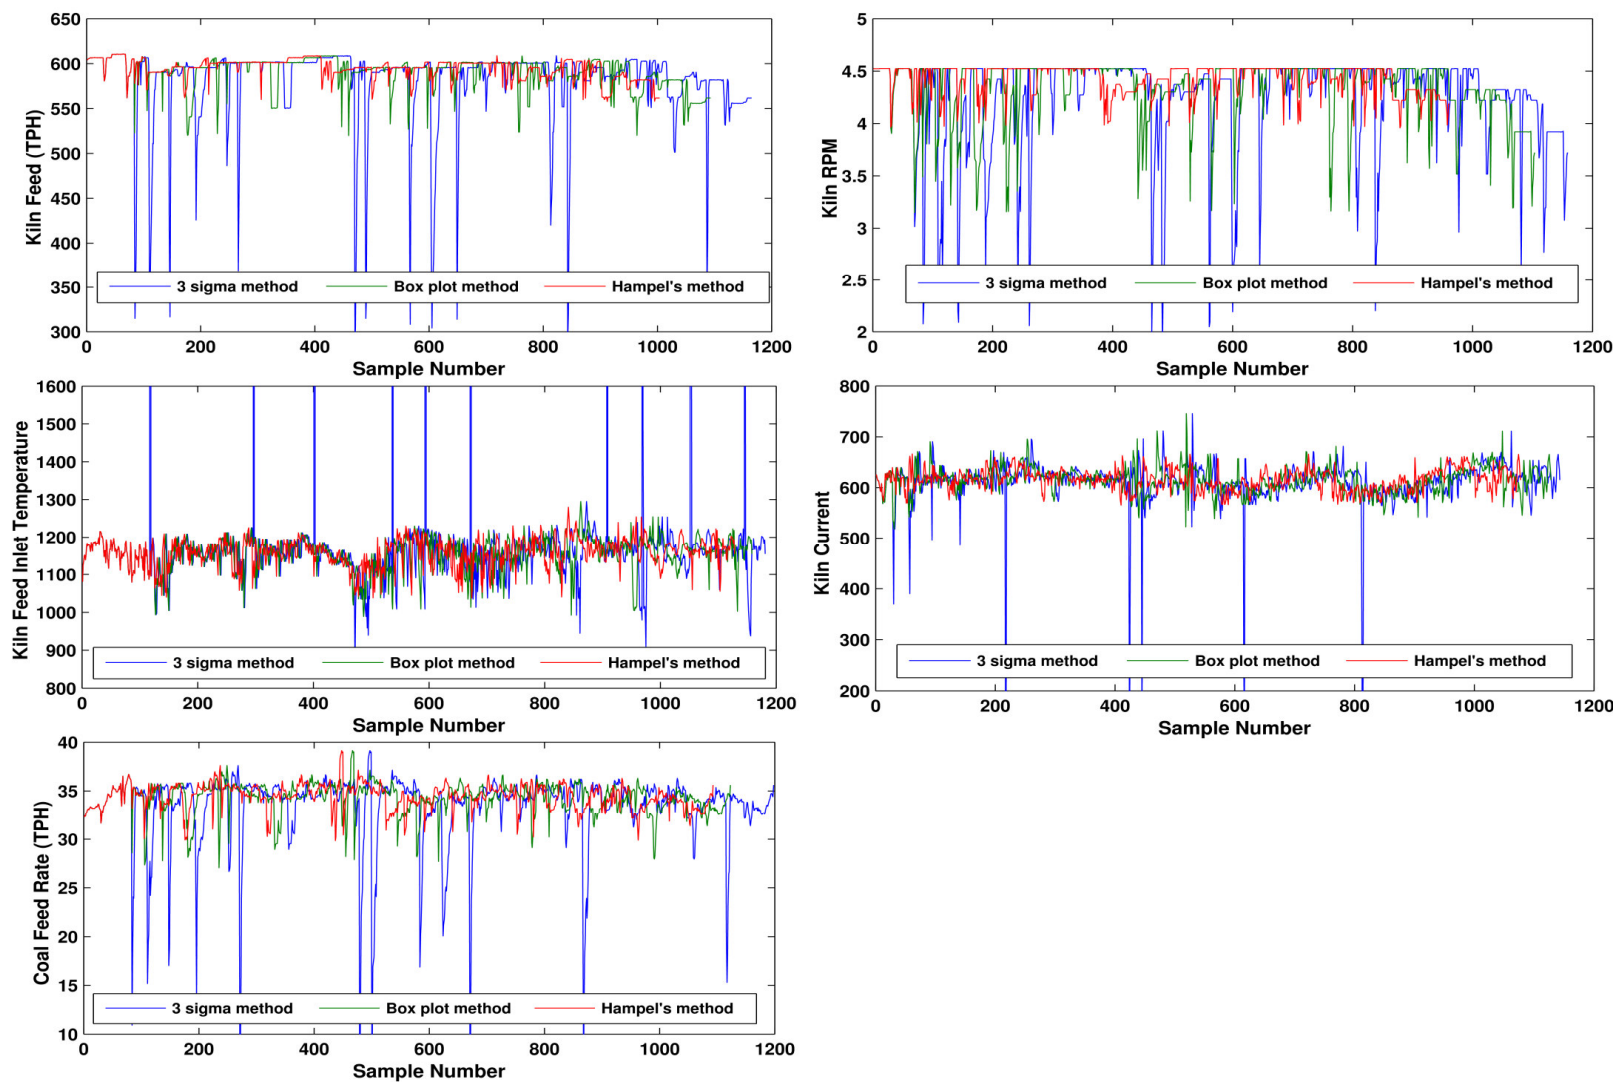 Kiln Feed (TPH)
650
600
550
500
450
400
350
300
3 sigma method Box plot method Hampel's method
0 200 400 600 800 1000 1200
Sample Number
Kiln RPM
5
4.5
4
3.5
3
2.5
2
3 sigma method Box plot method Hampel's method
0 200 400 600 800 1000 1200
Sample Number
Kiln Feed Inlet Temperature
1600
1500
1400
1300
1200
1100
1000
900
800
3 sigma method Box plot method Hampel's method
0 200 400 600 800 1000 1200
Sample Number
Kiln Current
800
700
600
500
400
300
200
3 sigma method Box plot method Hampel's method
0 200 400 600 800 1000 1200
Sample Number
Coal Feed Rate (TPH)
40
35
30
25
20
15
10
3 sigma method Box plot method Hampel's method
0 200 400 600 800 1000 1200
Sample Number